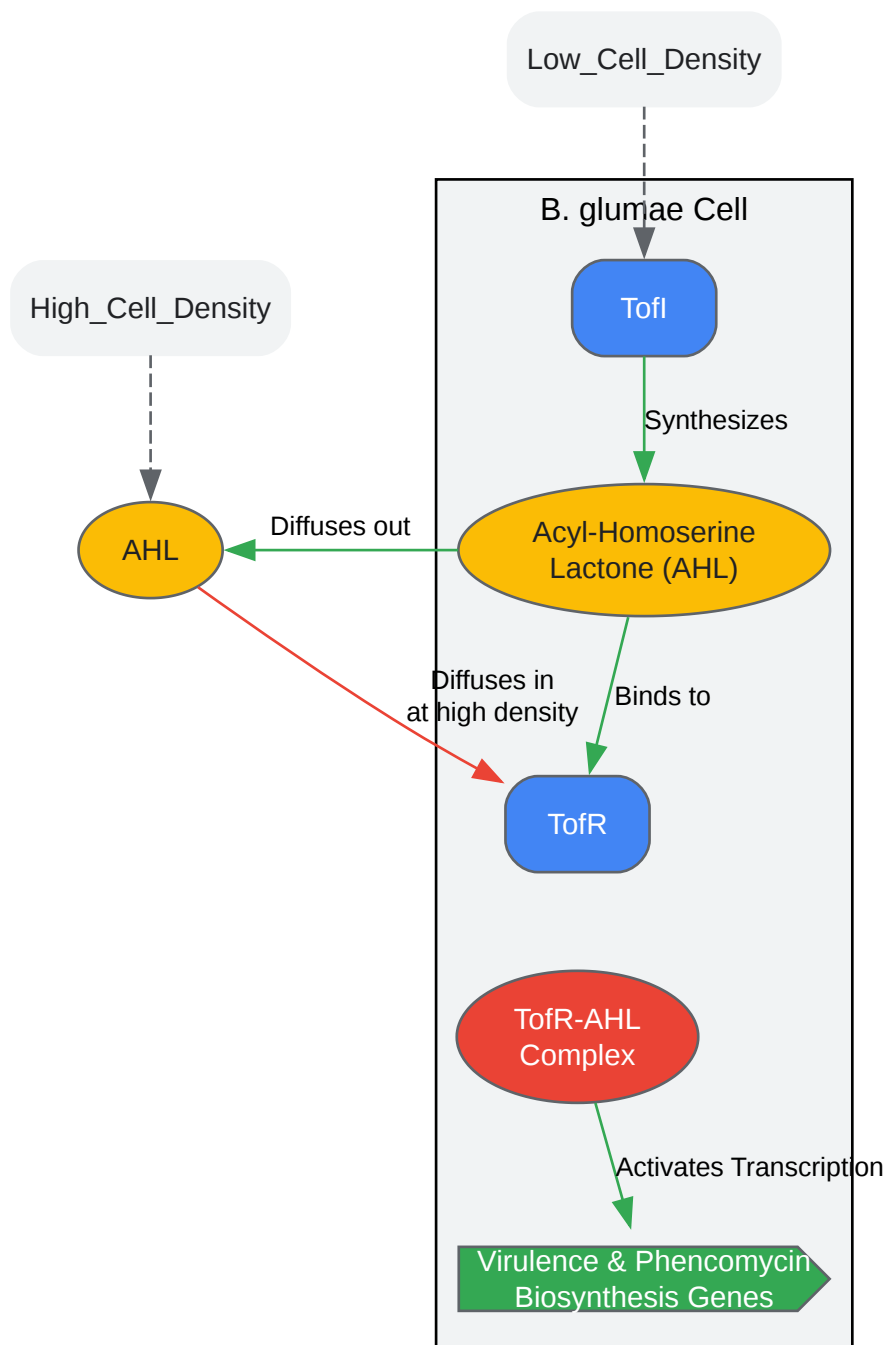 Low_Cell_Density
B. glumae Cell
High_Cell_Density
TofI
Synthesizes
Diffuses out
AHL
Acyl-Homoserine
Lactone (AHL)
Diffuses in
at high density
Binds to
TofR
TofR-AHL
Complex
Activates Transcription
Virulence & Phencomycin
Biosynthesis Genes